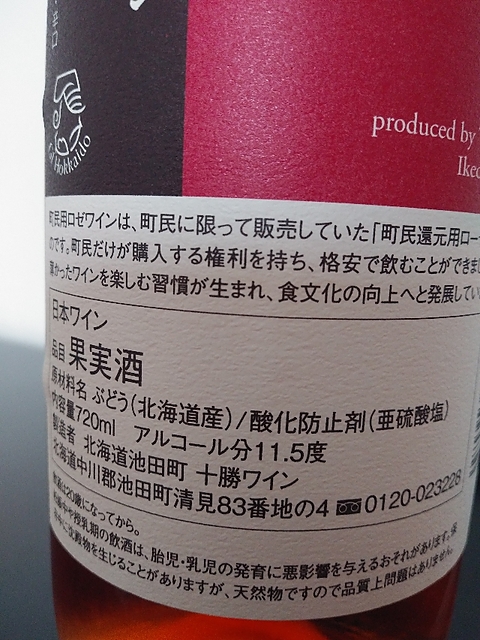 produced by
町民用ロゼワインは、町民に限って販売していた「町民還元用ロー
のです。町民だけが購入する権利を持ち、格安で飲むことができま
かったワインを楽しむ習慣が生まれ、食文化の向上へと発展してい
日本ワイン
品目 果実酒
原材料名 ぶどう(北海道産)/酸化防止剤(亜硫酸塩)
内容量720ml アルコール分11.5度
製造者 北海道池田町 十勝ワイン
北海道中川郡池田町清見83番地の4 0120-023228
飲酒は20歳になってから。
妊娠中や授乳期の飲酒は、胎児・乳児の発育に悪影響を与えるおそれがあります。
沈殿物を生じることがありますが、天然物ですので品質上問題はありません。
Hokkaido